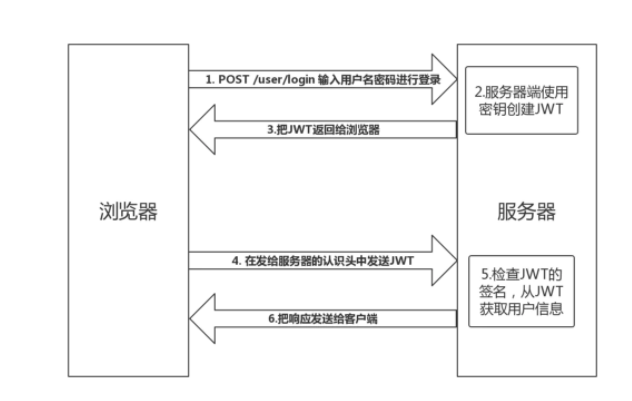 1. POST /user/login 输入用户名密码进行登录
2.服务器端使用
密钥创建JWT
3.把JWT返回给浏览器
浏览器
服务器
4. 在发给服务器的认识头中发送JWT
5.检查JWT的
签名，从JWT
获取用户信息
6.把响应发送给客户端